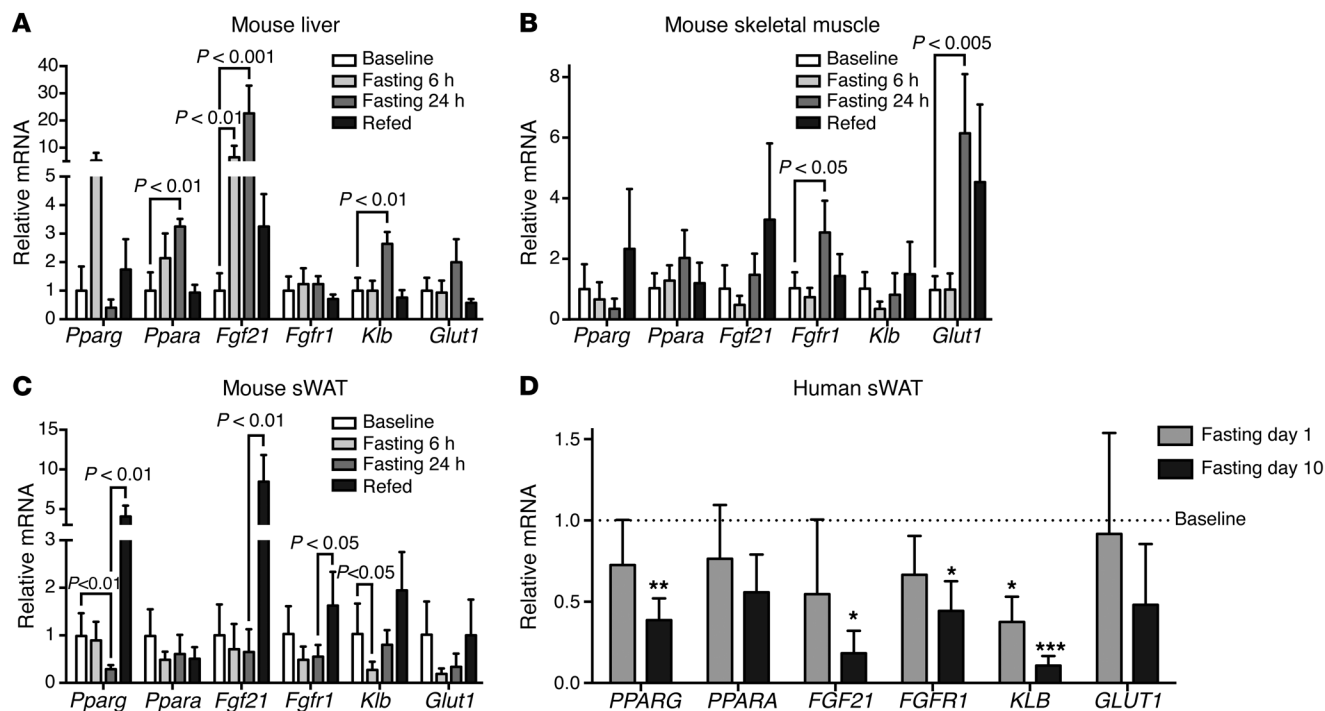 A
Mouse liver
Baseline
Fasting 6 h
Fasting 24 h
Refed
P < 0.001
P < 0.01
P < 0.01
P < 0.01
Relative mRNA
40
30
20
10
5
4
3
2
1
0
Pparg Ppara Fgf21 Fgfr1 Klb Glut1
B
Mouse skeletal muscle
Baseline
Fasting 6 h
Fasting 24 h
Refed
P < 0.005
P < 0.05
Relative mRNA
8
6
4
2
0
Pparg Ppara Fgf21 Fgfr1 Klb Glut1
C
Mouse sWAT
Baseline
Fasting 6 h
Fasting 24 h
Refed
P < 0.01
P < 0.01
P < 0.05
P<0.05
P<0.01
Relative mRNA
15
10
5
2
1
0
Pparg Ppara Fgf21 Fgfr1 Klb Glut1
D
Human sWAT
Fasting day 1
Fasting day 10
Baseline
Relative mRNA
1.5
1.0
0.5
0.0
** * * * ***
PPARG PPARA FGF21 FGFR1 KLB GLUT1